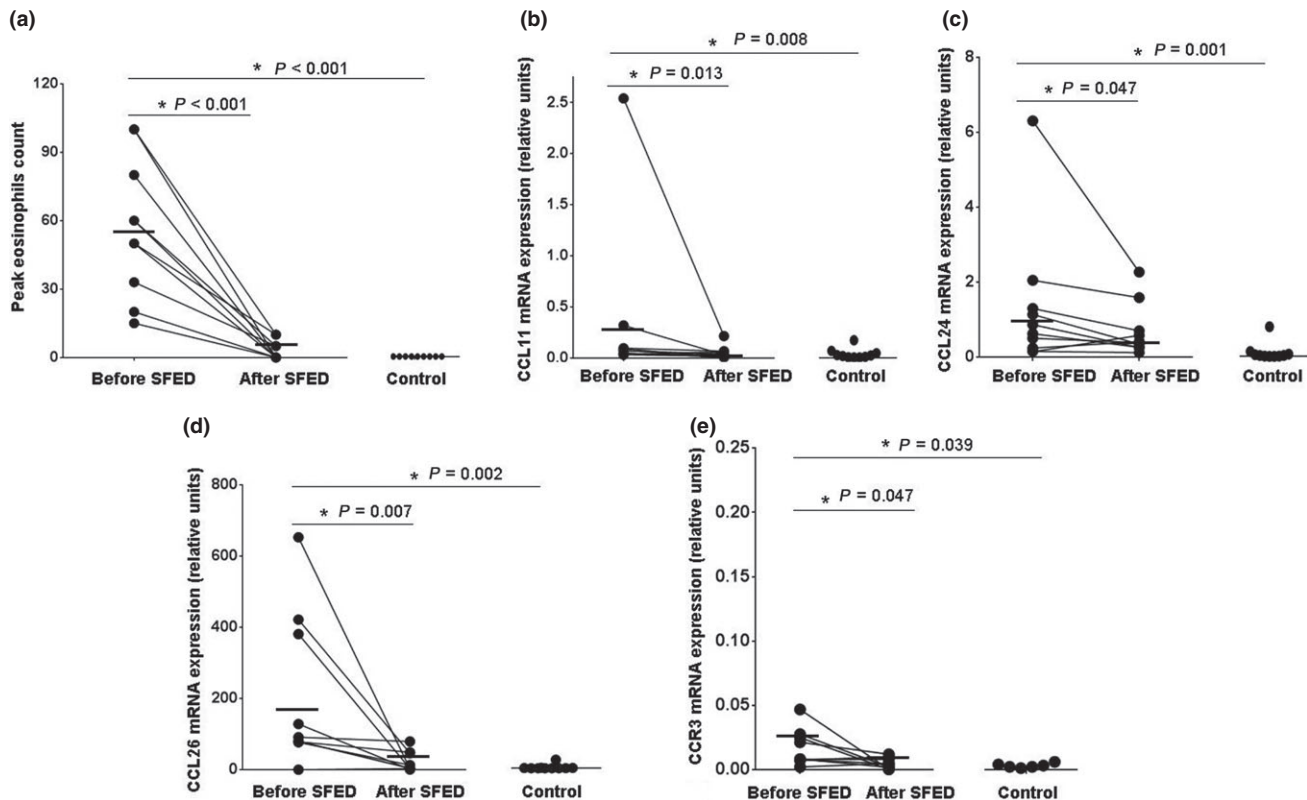 (a)
* P < 0.001
* P < 0.001
120
90
60
30
0
Peak eosinophils count
Before SFED After SFED Control
(b)
* P = 0.008
* P = 0.013
2.5
2.0
1.5
1.0
0.5
0.0
CCL11 mRNA expression (relative units)
Before SFED After SFED Control
(c)
* P = 0.001
* P = 0.047
8
6
4
2
0
CCL24 mRNA expression (relative units)
Before SFED After SFED Control
(d)
* P = 0.002
* P = 0.007
800
600
400
200
0
CCL26 mRNA expression (relative units)
Before SFED After SFED Control
(e)
* P = 0.039
* P = 0.047
0.25
0.20
0.15
0.10
0.05
0.00
CCR3 mRNA expression (relative units)
Before SFED After SFED Control